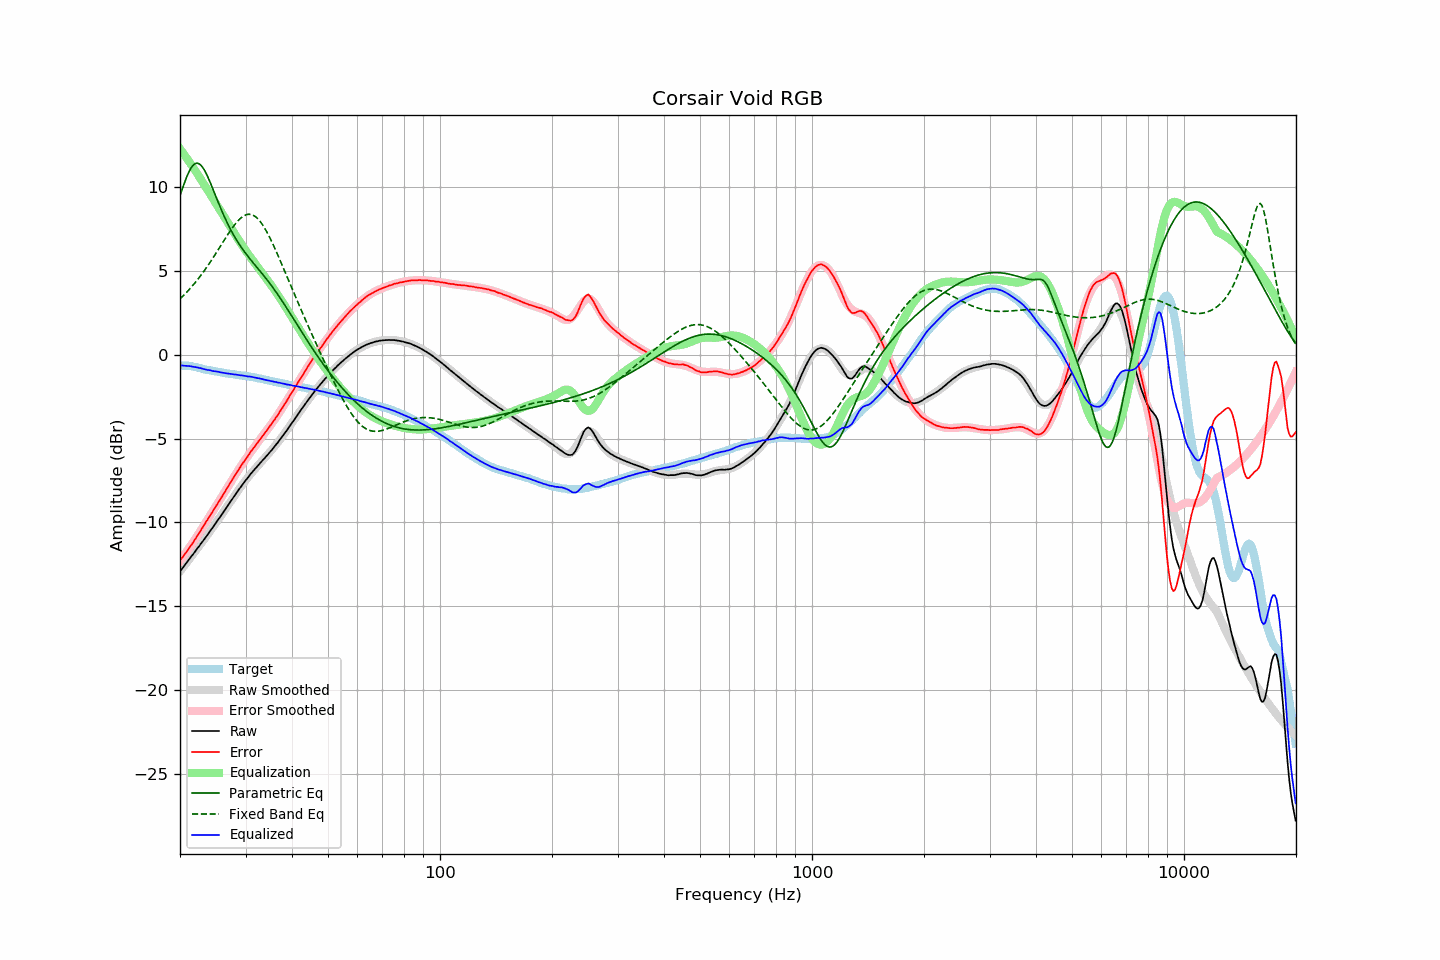 Corsair Void RGB
Amplitude (dBr)
10
5
0
−5
−10
−15
−20
−25
Target
Raw Smoothed
Error Smoothed
Raw
Error
Equalization
Parametric Eq
Fixed Band Eq
Equalized
100
1000
10000
Frequency (Hz)